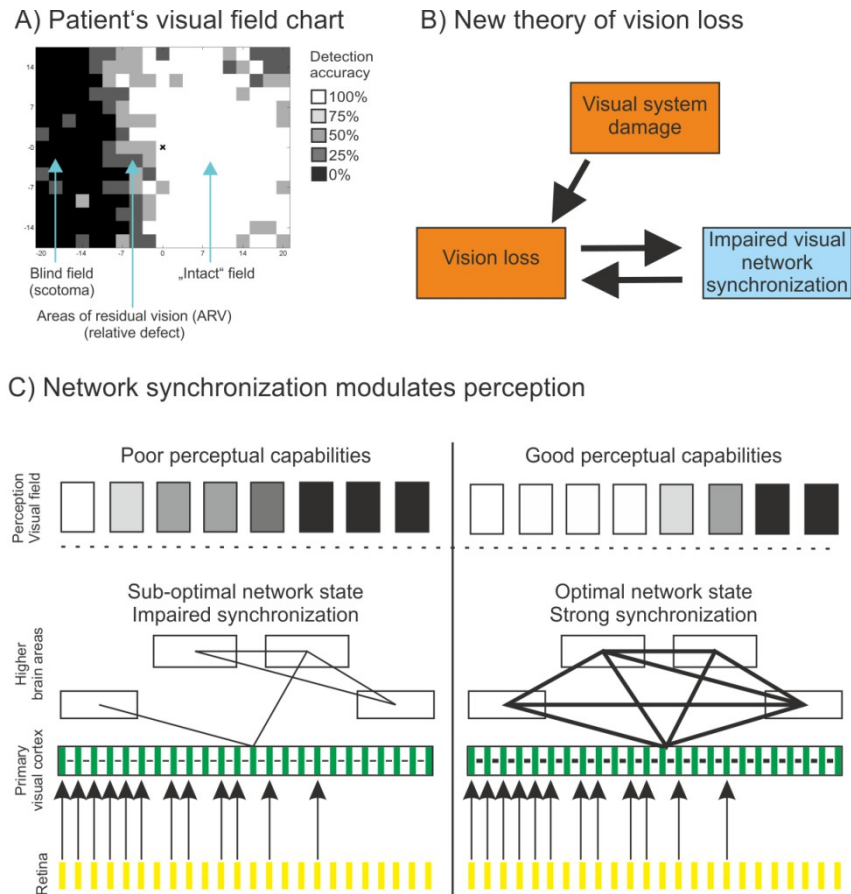 A) Patient‘s visual field chart
Detection
accuracy
100%
75%
50%
25%
0%
14
7
-0
-7
-14
-20
-14
-7
0
7
14
20
Blind field
(scotoma)
„Intact“ field
Areas of residual vision (ARV)
(relative defect)
B) New theory of vision loss
Visual system
damage
Vision loss
Impaired visual
network
synchronization
C) Network synchronization modulates perception
Poor perceptual capabilities
Good perceptual capabilities
Perception
Visual field
Sub-optimal network state
Impaired synchronization
Optimal network state
Strong synchronization
Higher
brain areas
Primary
visual cortex
Retina